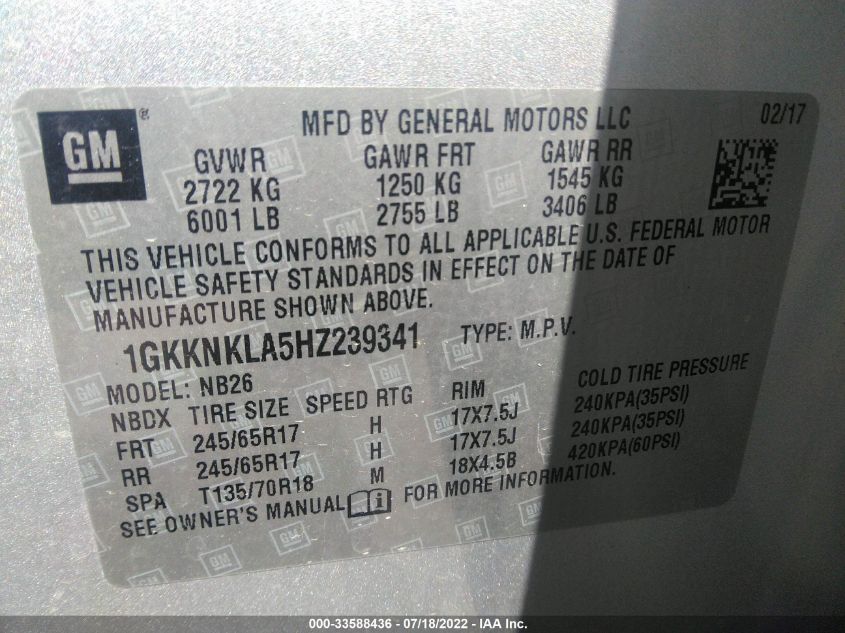 GM®
MFD BY GENERAL MOTORS LLC 02/17
GVWR GAWR FRT GAWR RR
2722 KG 1250 KG 1545 KG
6001 LB 2755 LB 3406 LB
THIS VEHICLE CONFORMS TO ALL APPLICABLE U.S. FEDERAL MOTOR
VEHICLE SAFETY STANDARDS IN EFFECT ON THE DATE OF
MANUFACTURE SHOWN ABOVE.
1GKKNKLA5HZ239341 TYPE: M.P.V.
MODEL: NB26
NBDX TIRE SIZE SPEED RTG RIM COLD TIRE PRESSURE
FRT 245/65R17 H 17X7.5J 240KPA(35PSI)
RR 245/65R17 H 17X7.5J 240KPA(35PSI)
SPA T135/70R18 M 18X4.5B 420KPA(60PSI)
SEE OWNER'S MANUAL i FOR MORE INFORMATION.
000-33588436 - 07/18/2022 - IAA Inc.